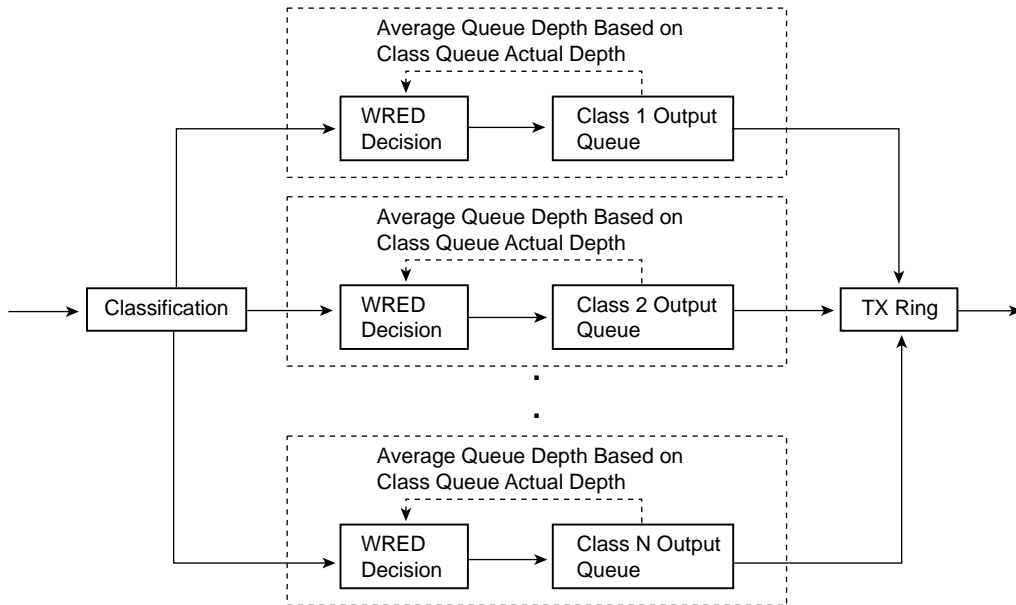 Average Queue Depth Based on
Class Queue Actual Depth
WRED
Decision
Class 1 Output
Queue
Average Queue Depth Based on
Class Queue Actual Depth
Classification
WRED
Decision
Class 2 Output
Queue
TX Ring
Average Queue Depth Based on
Class Queue Actual Depth
WRED
Decision
Class N Output
Queue